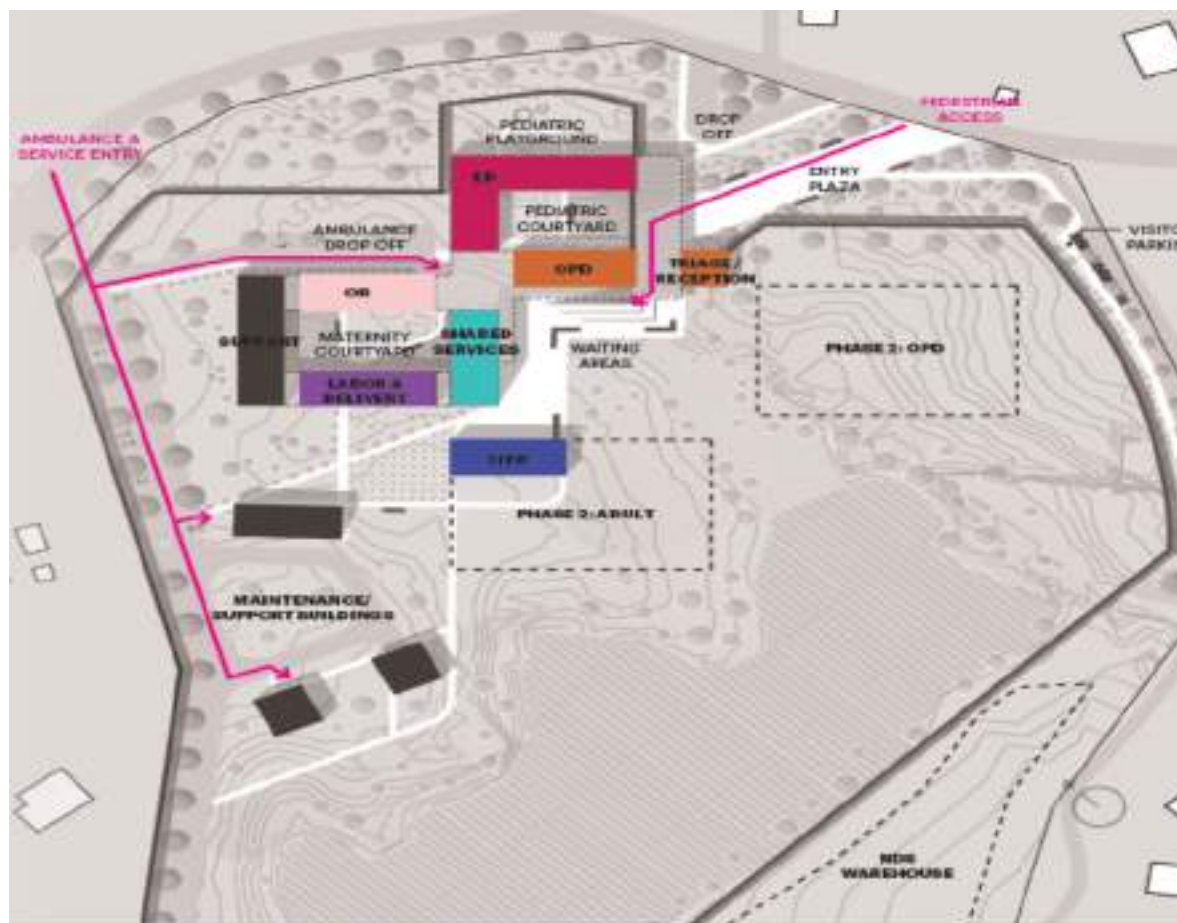 PEDIATRIC
PLAYGROUND
DROP
OFF
PEDESTRIAN
ACCESS
AMBULANCE &
SERVICE ENTRY
ENTRY
PLAZA
PEDIATRIC
COURTYARD
AMBULANCE
DROP OFF
VISITO
PARKIN
OPD
TRIAGE/
RECEPTION
OR
SUPPORT
MATERNITY
COURTYARD
SHARED
SERVICES
WAITING
AREAS
PHASE 2: OPD
LABOR &
DELIVERY
PHASE 2: ADULT
MAINTENANCE/
SUPPORT BUILDINGS
WAREHOUSE